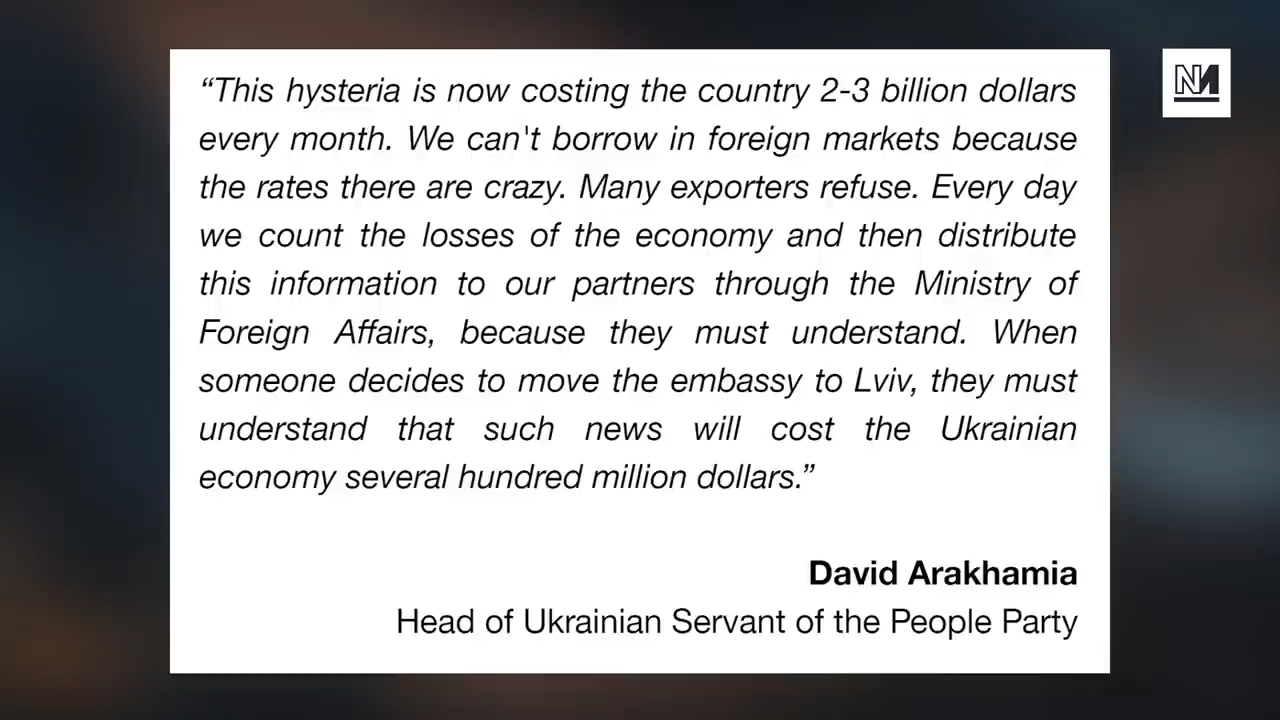 “This hysteria is now costing the country 2-3 billion dollars
every month. We can't borrow in foreign markets because
the rates there are crazy. Many exporters refuse. Every day
we count the losses of the economy and then distribute
this information to our partners through the Ministry of
Foreign Affairs, because they must understand. When
someone decides to move the embassy to Lviv, they must
understand that such news will cost the Ukrainian
economy several hundred million dollars.”
David Arakhamia
Head of Ukrainian Servant of the People Party
NM